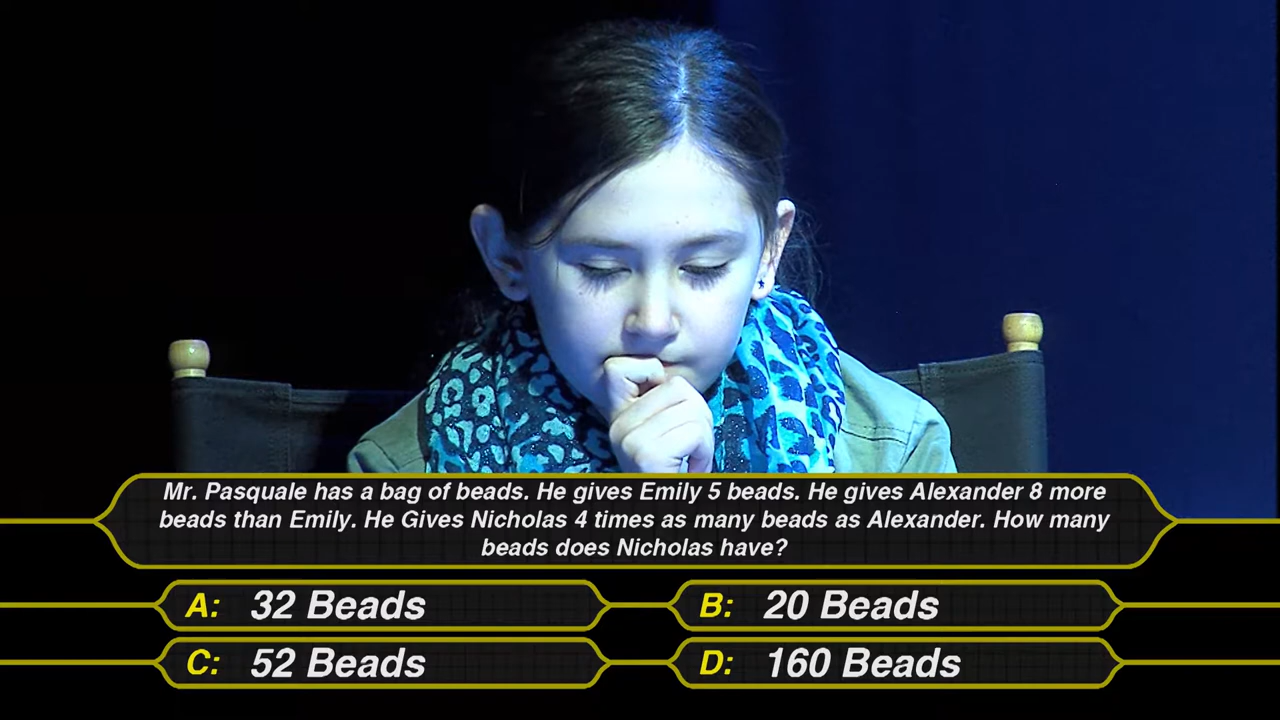 Mr. Pasquale has a bag of beads. He gives Emily 5 beads. He gives Alexander 8 more
beads than Emily. He Gives Nicholas 4 times as many beads as Alexander. How many
beads does Nicholas have?
A: 32 Beads
B: 20 Beads
C: 52 Beads
D: 160 Beads